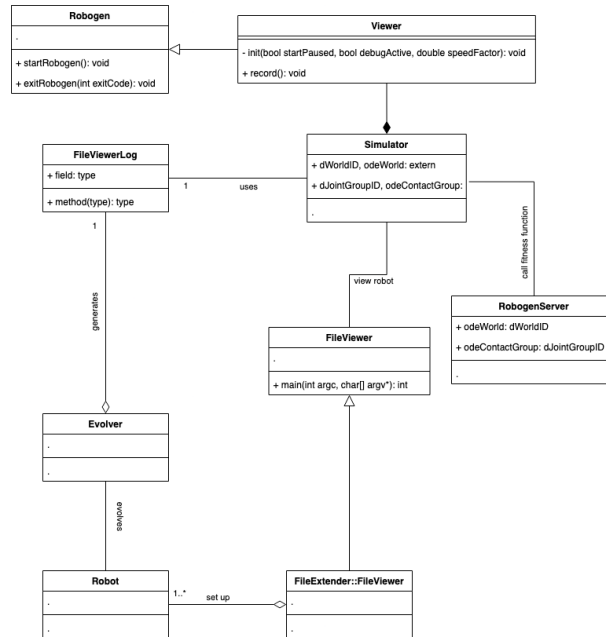 Robogen
.
+ startRobogen(): void
+ exitRobogen(int exitCode): void
Viewer
- init(bool startPaused, bool debugActive, double speedFactor): void
+ record(): void
FileViewerLog
+ field: type
+ method(type): type
1
uses
1
Simulator
+ dWorldID, odeWorld: extern
+ dJointGroupID, odeContactGroup:
.
call fitness function
view robot
generates
RobogenServer
+ odeWorld: dWorldID
+ odeContactGroup: dJointGroupID
.
FileViewer
.
+ main(int argc, char[] argv*): int
Evolver
.
.
evolves
Robot
.
.
1..*
set up
FileExtender::FileViewer
.
.